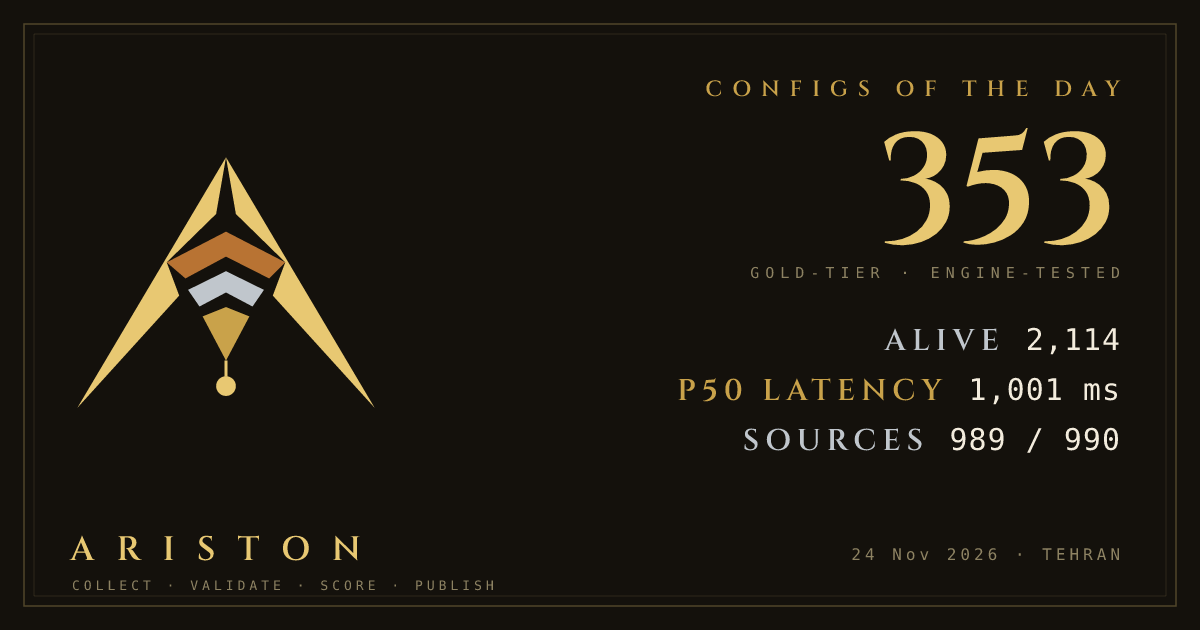 CONFIGS OF THE DAY
353
GOLD-TIER · ENGINE-TESTED
ALIVE 2,114
P50 LATENCY 1,001 ms
SOURCES 989 / 990
ARISTON
COLLECT · VALIDATE · SCORE · PUBLISH
24 Nov 2026 · TEHRAN